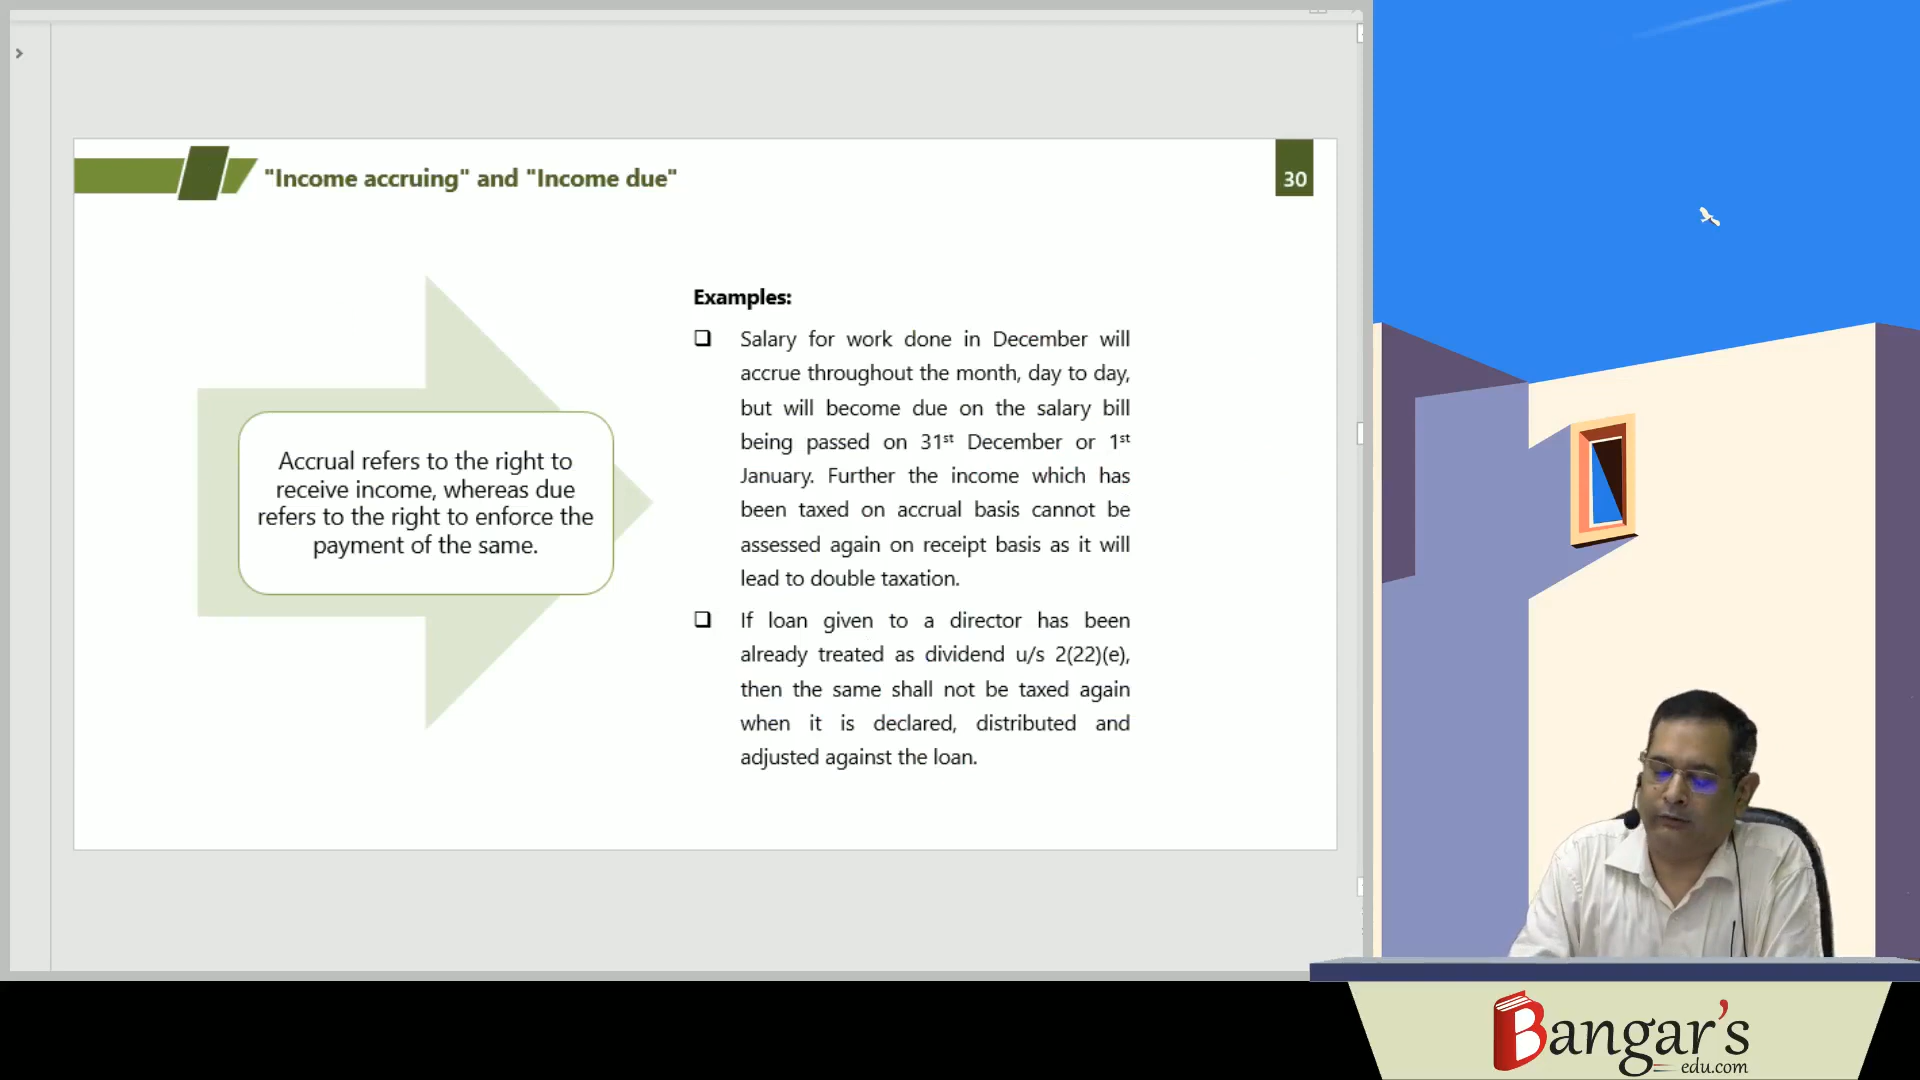 "Income accruing" and "Income due"
30
Accrual refers to the right to
receive income, whereas due
refers to the right to enforce the
payment of the same.
Examples:
Salary for work done in December will
accrue throughout the month, day to day,
but will become due on the salary bill
being passed on 31st December or 1st
January. Further the income which has
been taxed on accrual basis cannot be
assessed again on receipt basis as it will
lead to double taxation.
If loan given to a director has been
already treated as dividend u/s 2(22)(e),
then the same shall not be taxed again
when it is declared, distributed and
adjusted against the loan.
Bangar's
edu.com